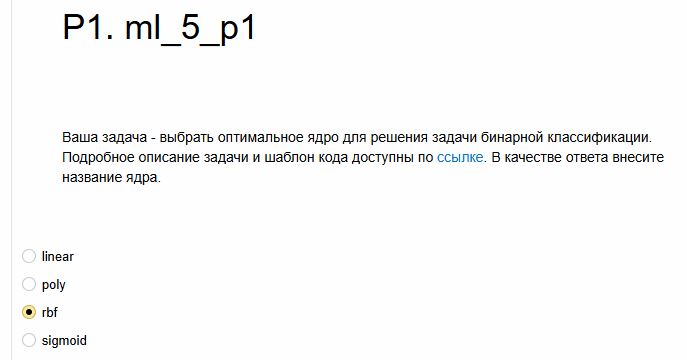 P1. ml_5_p1
Ваша задача - выбрать оптимальное ядро для решения задачи бинарной классификации.
Подробное описание задачи и шаблон кода доступны по ссылке. В качестве ответа внесите
название ядра.
linear
poly
rbf
sigmoid